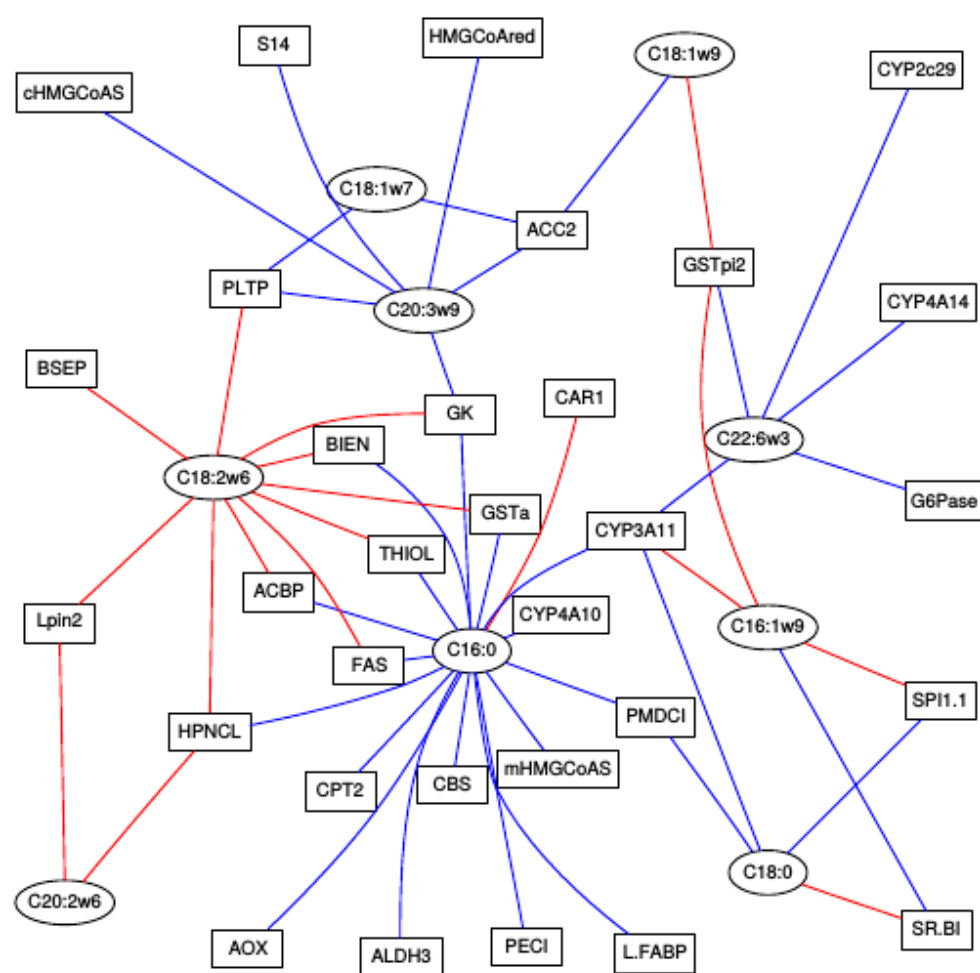 HMGCoAred
S14
C18:1w9
CYP2c29
cHMGCoAS
C18:1w7
ACC2
GSTpi2
PLTP
CYP4A14
C20:3w9
BSEP
CAR1
GK
BIEN
C22:6w3
C18:2w6
G6Pase
GSTa
CYP3A11
THIOL
ACBP
CYP4A10
Lpin2
C16:1w9
C16:0
FAS
SPI1.1
PMDCI
HPNCL
mHMGCoAS
CPT2
CBS
C18:0
C20:2w6
SR.BI
AOX
ALDH3
PECI
L.FABP